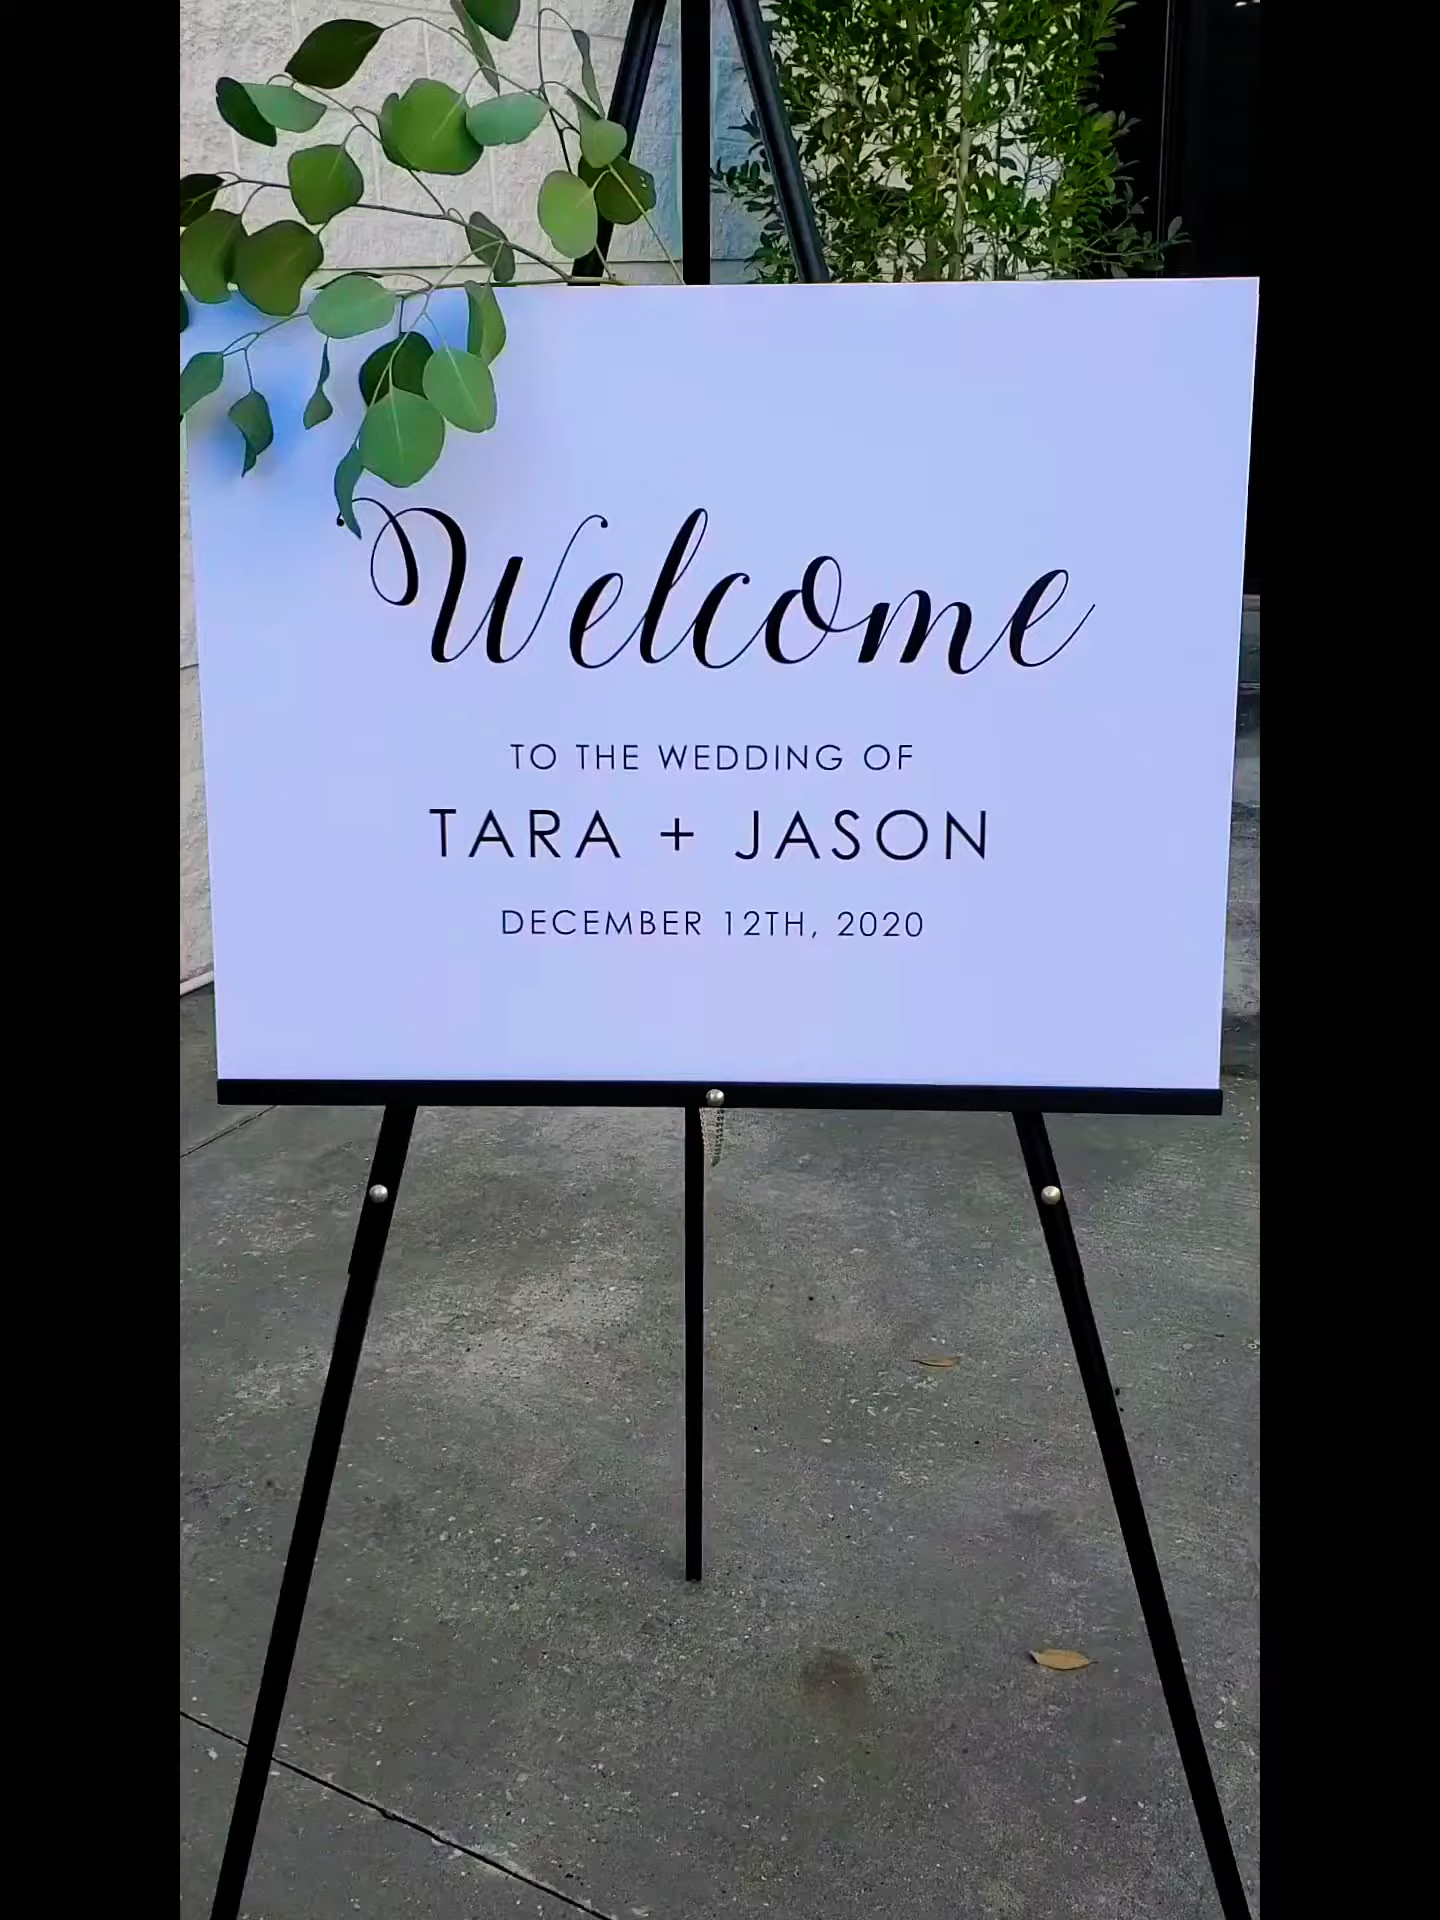 Welcome
TO THE WEDDING OF
TARA + JASON
DECEMBER 12TH, 2020